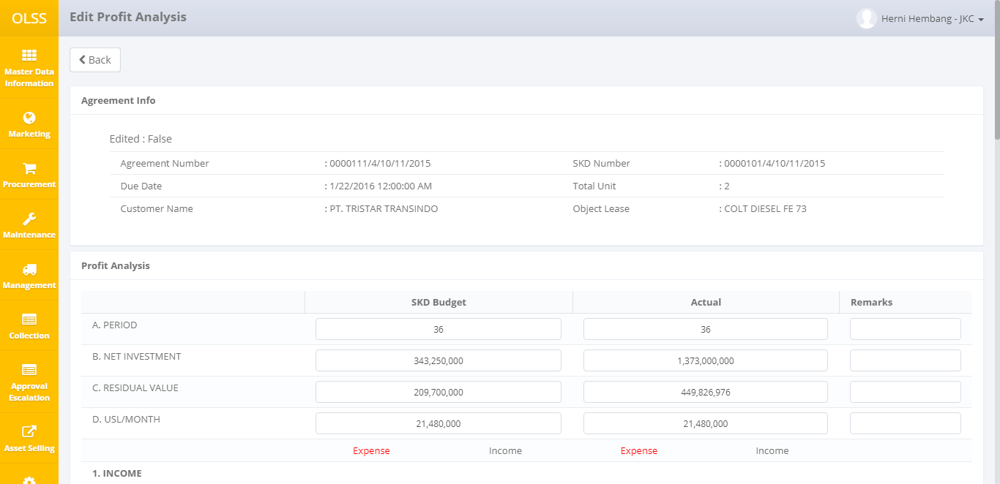 OLSS
Edit Profit Analysis
Herni Hembang - JKC
Master Data
Information
Marketing
Procurement
Maintenance
Management
Collection
Approval
Escalation
Asset Selling
Back
Agreement Info
Edited : False
Agreement Number : 0000111/4/10/11/2015 SKD Number : 0000101/4/10/11/2015
Due Date : 1/22/2016 12:00:00 AM Total Unit : 2
Customer Name : PT. TRISTAR TRANSINDO Object Lease : COLT DIESEL FE 73
Profit Analysis
SKD Budget Actual Remarks
A. PERIOD 36 36
B. NET INVESTMENT 343,250,000 1,373,000,000
C. RESIDUAL VALUE 209,700,000 449,826,976
D. USL/MONTH 21,480,000 21,480,000
Expense Income Expense Income
1. INCOME